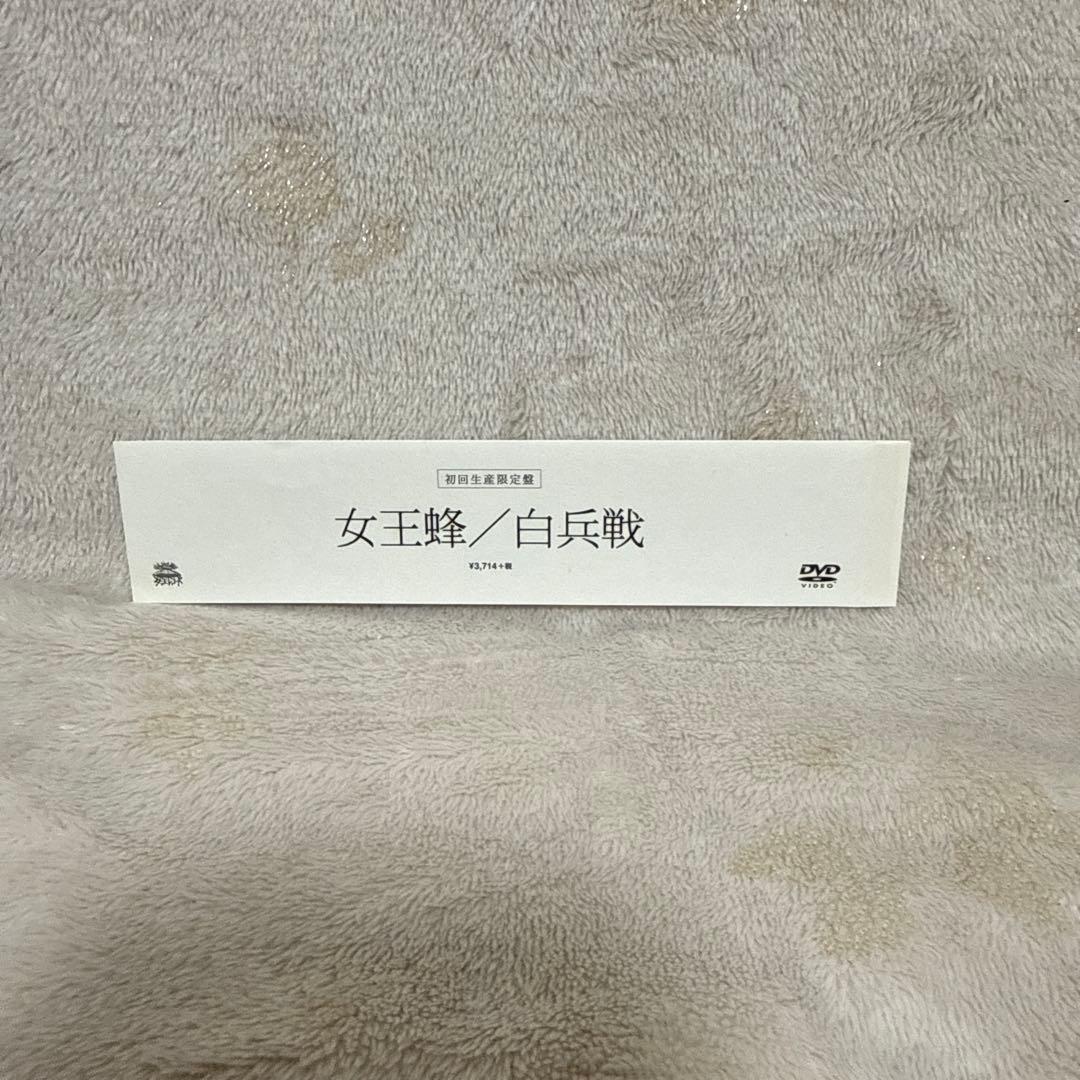 初回生産限定盤
女王蜂／白兵戦
¥3,714+税
DVD
VIDEO